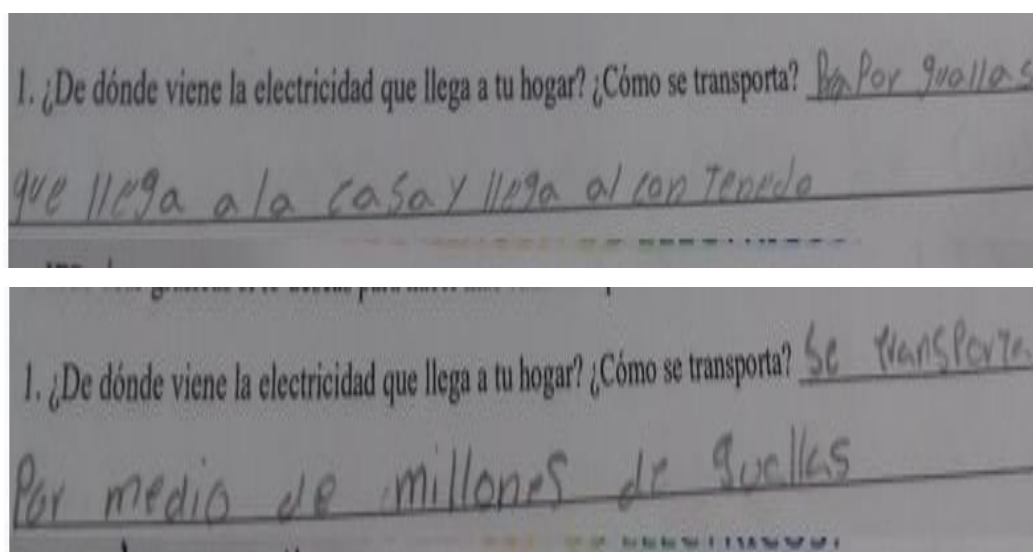 1. ¿De dónde viene la electricidad que llega a tu hogar? ¿Cómo se transporta? Por guallas
que llega a la casa y llega al contenedo
1. ¿De dónde viene la electricidad que llega a tu hogar? ¿Cómo se transporta? Se transporta
Por medio de millones de guellas